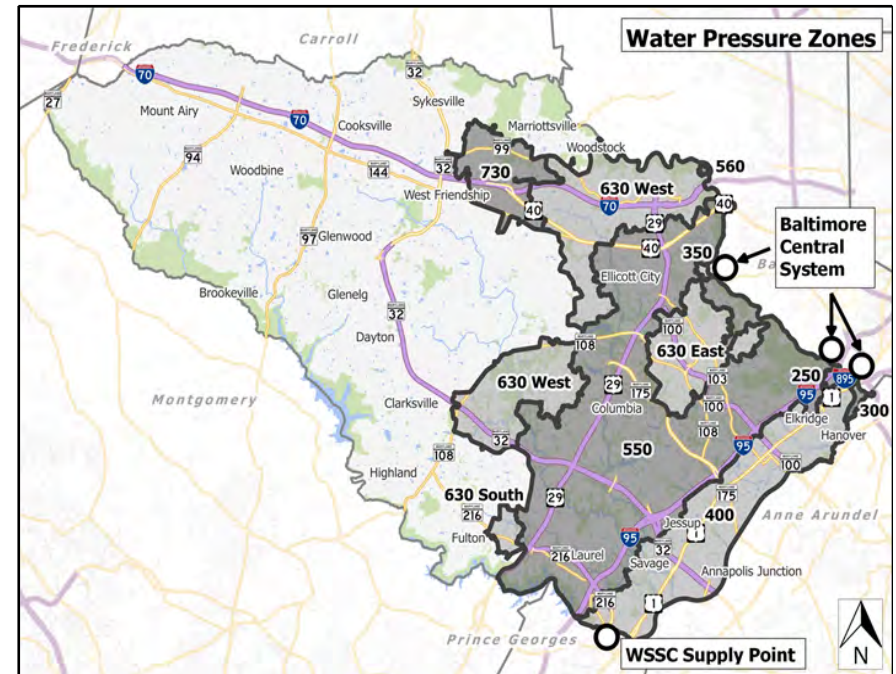 Water Pressure Zones
Frederick
Carroll
70
32
27
70
Mount Airy
Sykesville
Cooksville
70
Marriottsville
94
99
Woodstock
Woodbine
144
32
730
560
West Friendship
630 West
70
40
40
29
Baltimore
Central
System
97
Glenwood
40
350
Ba
Ellicott City
Glenelg
Brookeville
32
100
Dayton
108
630 East
630 West
250
895
29
175
103
95
1
300
Clarksville
Columbia
100
Elkridge
Montgomery
108
Hanover
32
550
95
100
108
Highland
630 South
29
175
400
Anne Arundel
216
Jessup
1
Fulton
95
32
216
Laurel
Savage
Annapolis Junction
216
1
Prince Georges
WSSC Supply Point
N